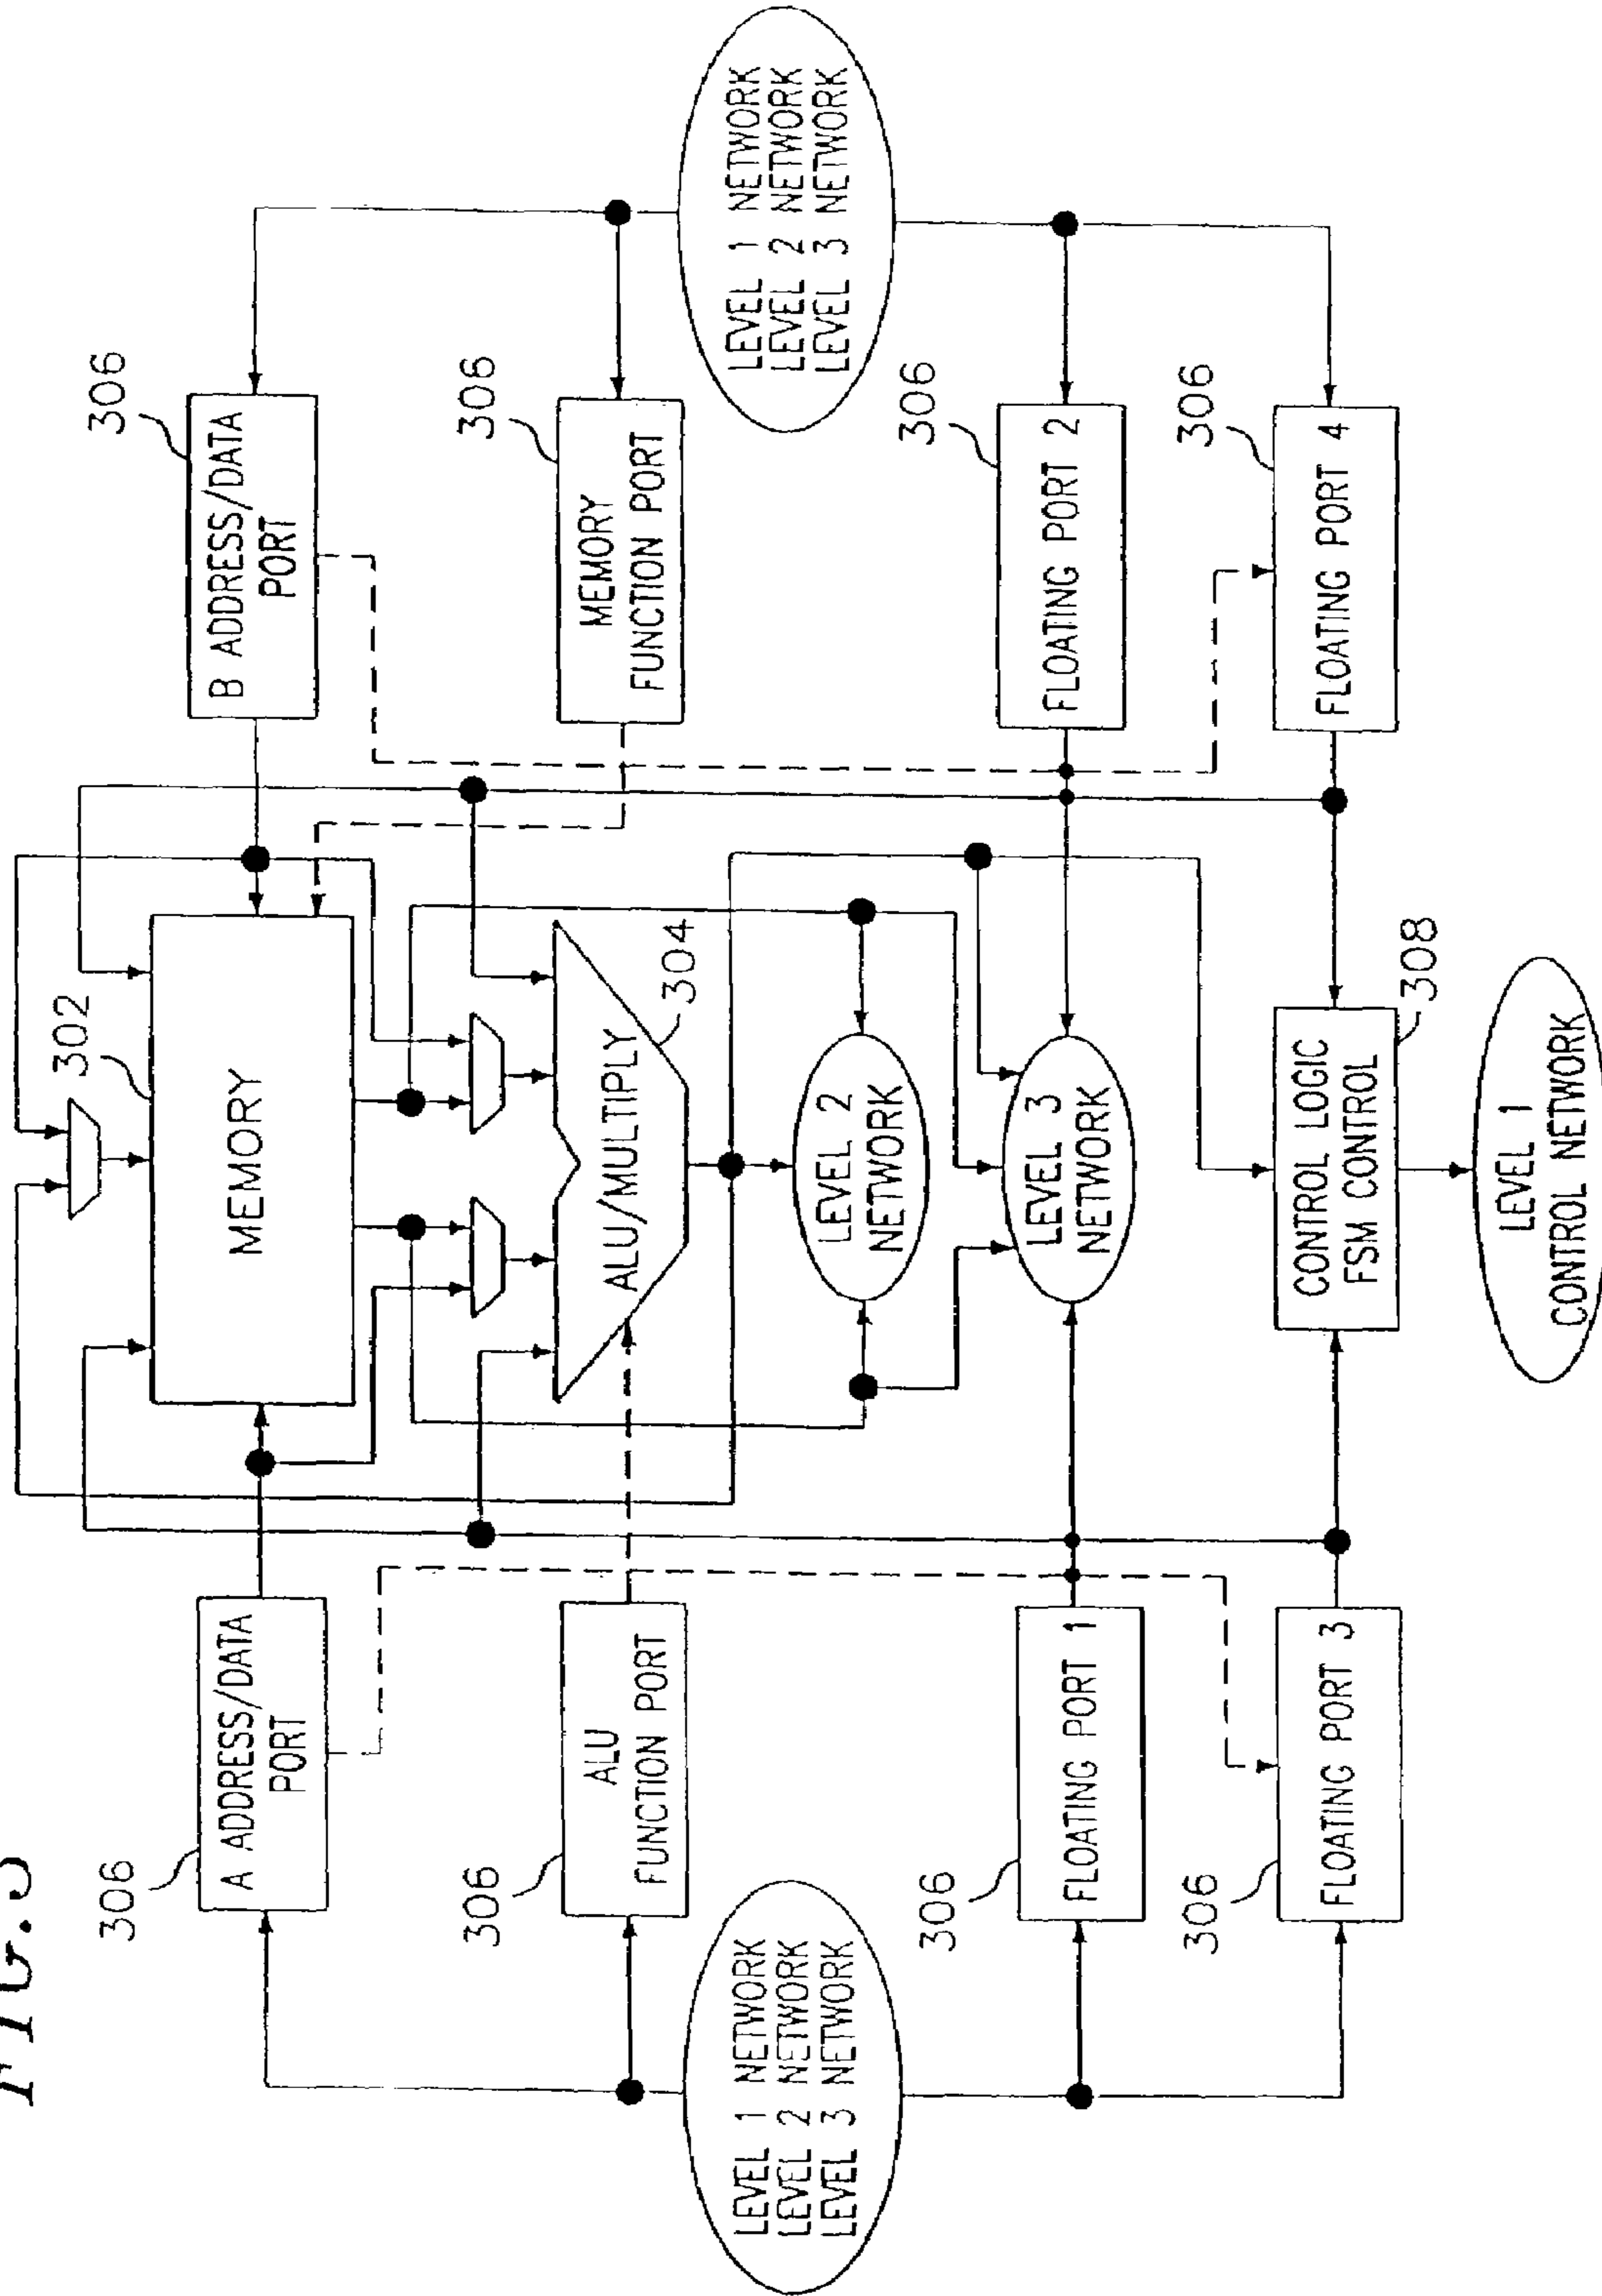 FIG.3
302
MEMORY
306
A ADDRESS/DATA
PORT
306
B ADDRESS/DATA
PORT
306
ALU
FUNCTION PORT
ALU/MULTIPLY
304
306
MEMORY
FUNCTION PORT
LEVEL 1 NETWORK
LEVEL 2 NETWORK
LEVEL 3 NETWORK
LEVEL 2
NETWORK
LEVEL 1 NETWORK
LEVEL 2 NETWORK
LEVEL 3 NETWORK
306
FLOATING PORT 1
LEVEL 3
NETWORK
306
FLOATING PORT 2
306
FLOATING PORT 3
CONTROL LOGIC
FSM CONTROL
308
306
FLOATING PORT 4
LEVEL 1
CONTROL NETWORK